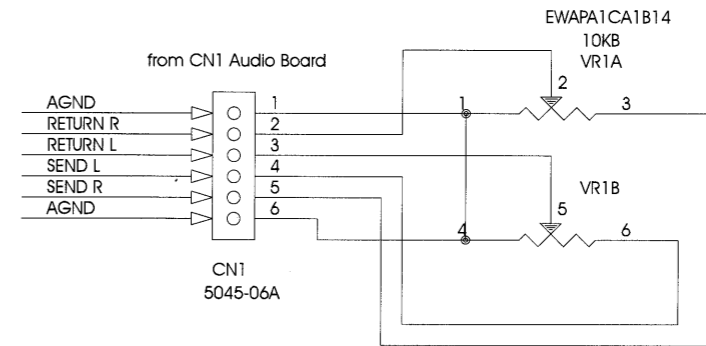 EWAPA1CA1B14
10KB
VR1A
from CN1 Audio Board
2
AGND 1 1 3
RETURN R 2
RETURN L 3
SEND L 4
SEND R 5 VR1B
AGND 6 4 5 6
CN1
5045-06A